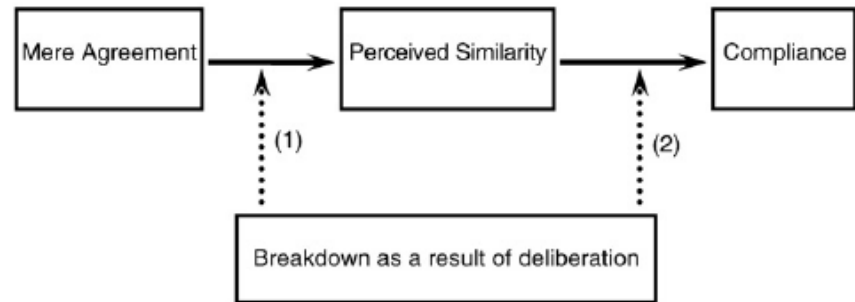 Mere Agreement
Perceived Similarity
Compliance
(1)
(2)
Breakdown as a result of deliberation